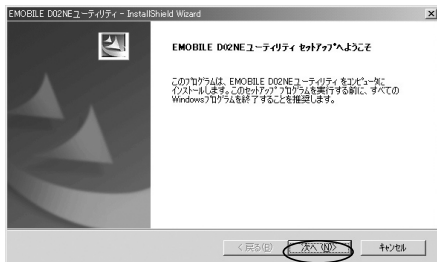 EMOBILE D02NEユーティリティ - InstallShield Wizard
EMOBILE D02NEユーティリティ セットアップへようこそ
このプログラムは、EMOBILE D02NEユーティリティ をコンピュータに
インストールします。このセットアップ プログラムを実行する前に、すべての
Windowsプログラムを終了することを推奨します。
< 戻る(B)
次へ(N)>
キャンセル